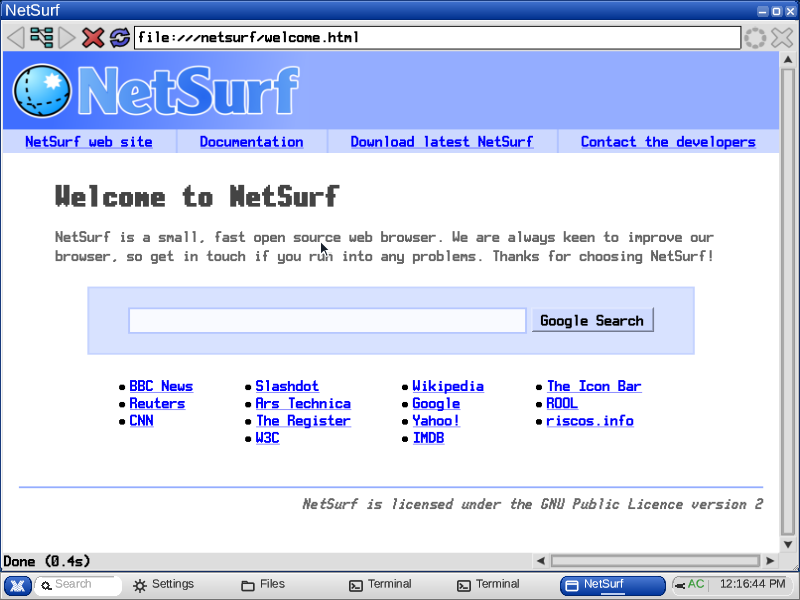 NetSurf
file:///netsurf/welcome.html
NetSurf
NetSurf web site Documentation Download latest NetSurf Contact the developers
Welcome to NetSurf
NetSurf is a small, fast open source web browser. We are always keen to improve our
browser, so get in touch if you run into any problems. Thanks for choosing NetSurf!
Google Search
BBC News Slashdot Wikipedia The Icon Bar
Reuters Ars Technica Google ROOL
CNN The Register Yahoo! riscos.info
W3C IMDB
NetSurf is licensed under the GNU Public Licence version 2
Done (0.4s)
Search Settings Files Terminal Terminal NetSurf AC 12:16:44 PM